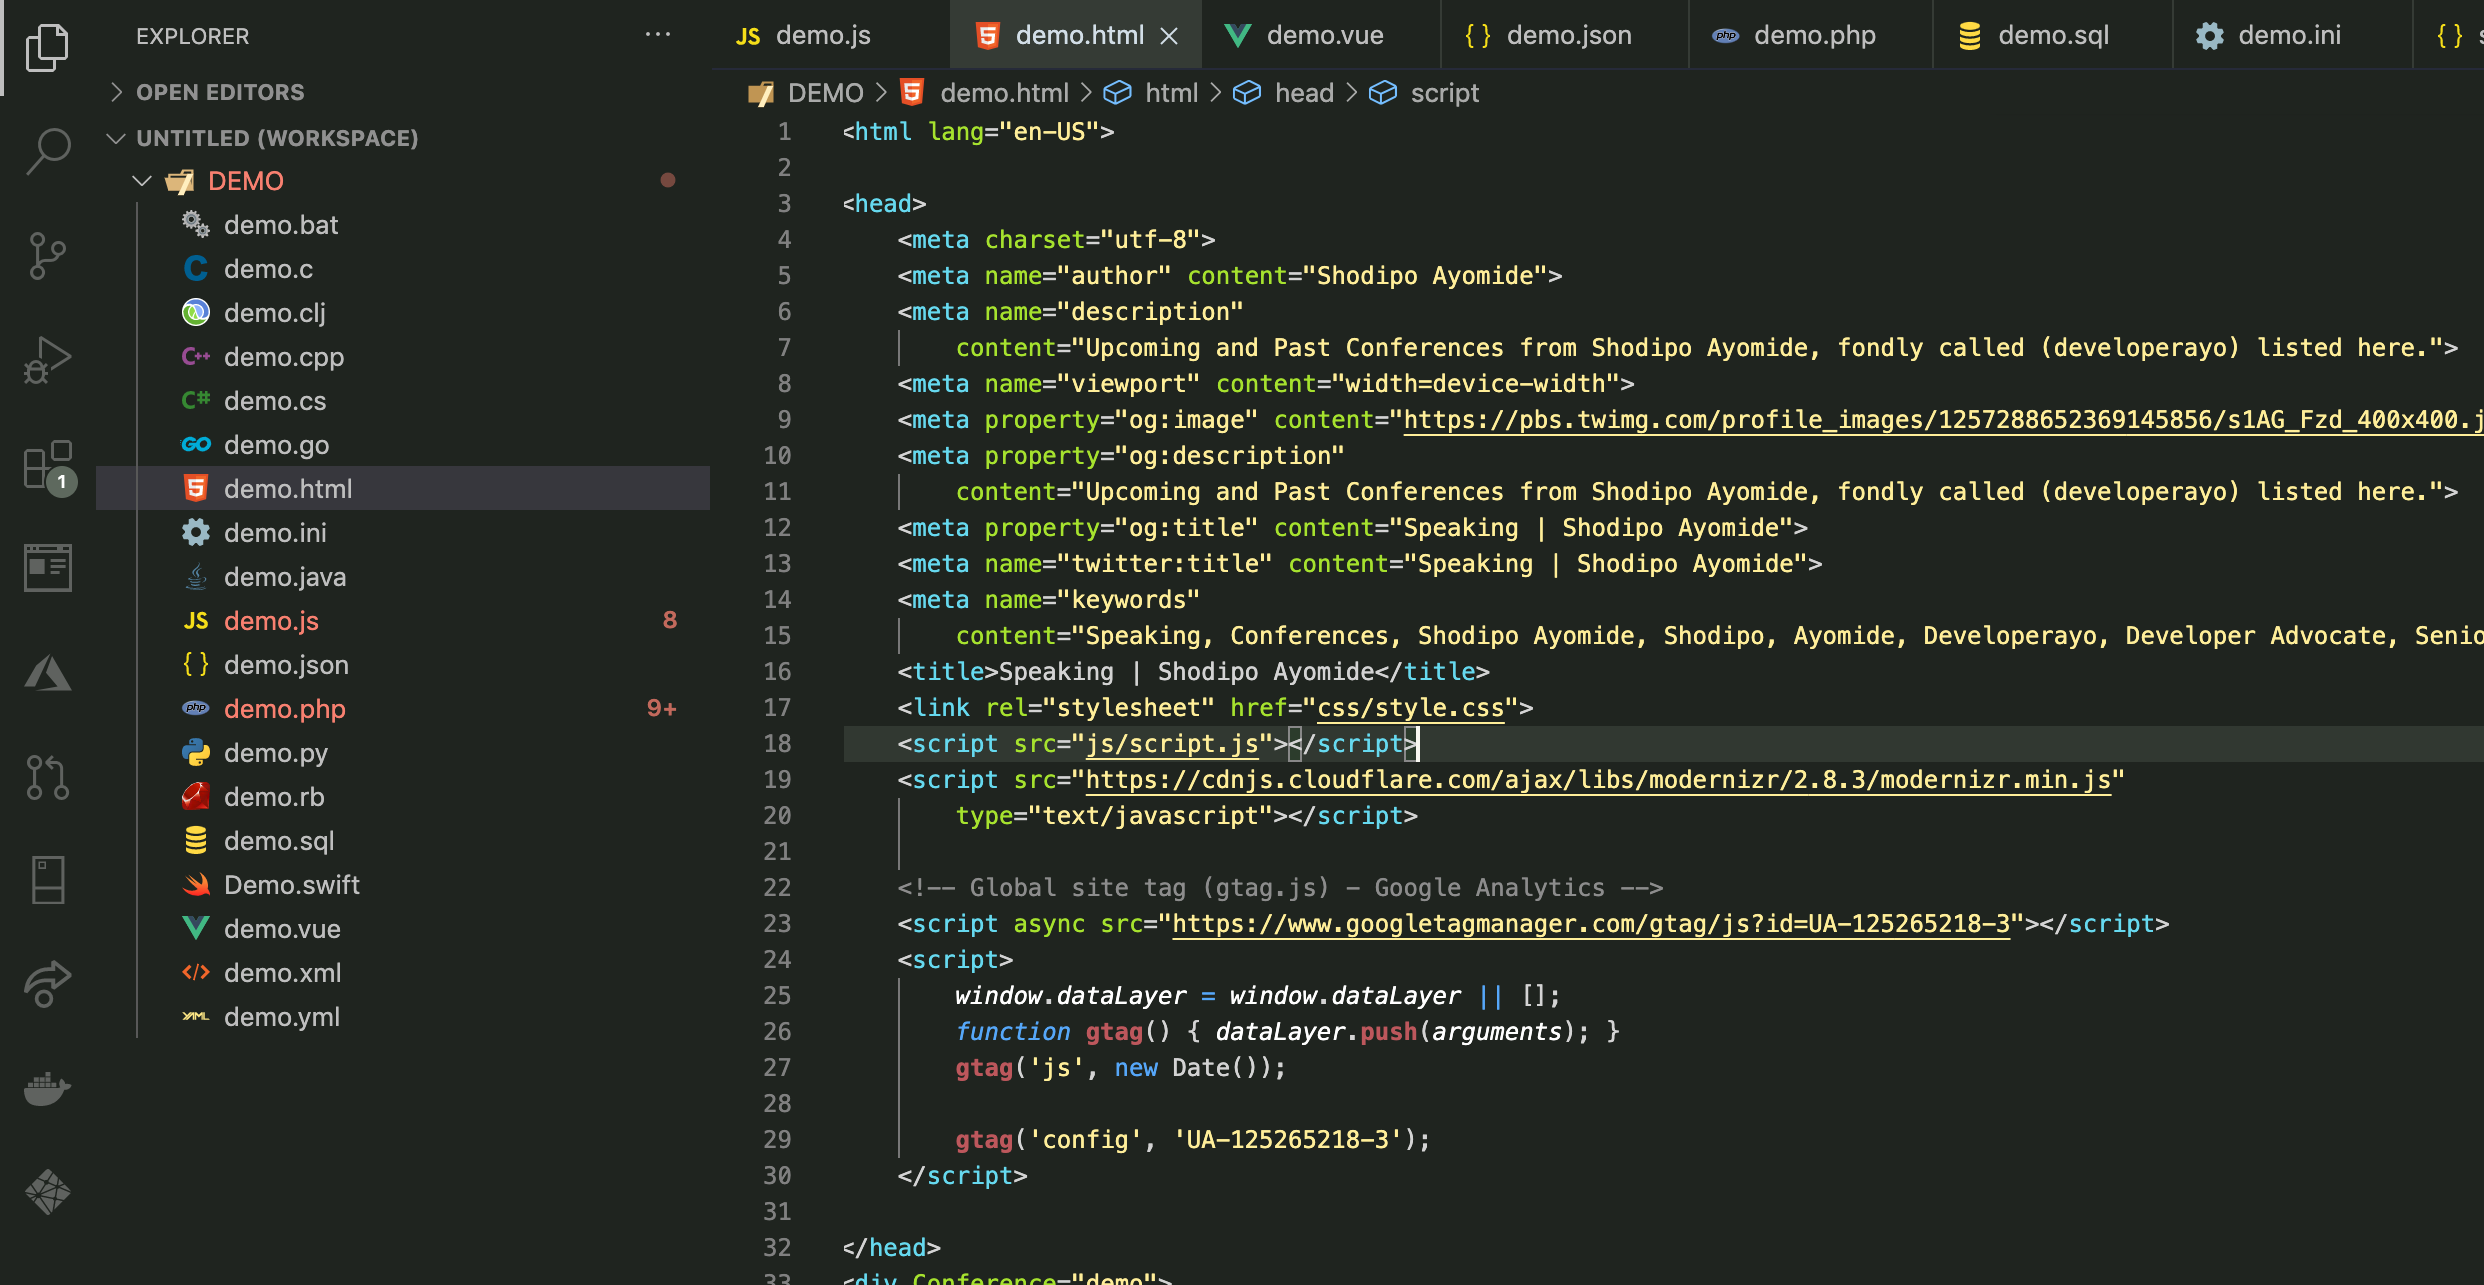 EXPLORER
OPEN EDITORS
UNTITLED (WORKSPACE)
DEMO
demo.bat
C demo.c
demo.clj
C++ demo.cpp
C# demo.cs
GO demo.go
5 demo.html
demo.ini
demo.java
JS demo.js 8
{ } demo.json
php demo.php 9+
demo.py
demo.rb
demo.sql
Demo.swift
demo.vue
</> demo.xml
YAML demo.yml
1
JS demo.js
5 demo.html
demo.vue
{ } demo.json
php demo.php
demo.sql
demo.ini
{ }
DEMO > 5 demo.html > html > head > script
1 <html lang="en-US">
2
3 <head>
4 <meta charset="utf-8">
5 <meta name="author" content="Shodipo Ayomide">
6 <meta name="description"
7 content="Upcoming and Past Conferences from Shodipo Ayomide, fondly called (developerayo) listed here.">
8 <meta name="viewport" content="width=device-width">
9 <meta property="og:image" content="https://pbs.twimg.com/profile_images/1257288652369145856/s1AG_Fzd_400x400.j
10 <meta property="og:description"
11 content="Upcoming and Past Conferences from Shodipo Ayomide, fondly called (developerayo) listed here.">
12 <meta property="og:title" content="Speaking | Shodipo Ayomide">
13 <meta name="twitter:title" content="Speaking | Shodipo Ayomide">
14 <meta name="keywords"
15 content="Speaking, Conferences, Shodipo Ayomide, Shodipo, Ayomide, Developerayo, Developer Advocate, Senio
16 <title>Speaking | Shodipo Ayomide</title>
17 <link rel="stylesheet" href="css/style.css">
18 <script src="js/script.js"></script>
19 <script src="https://cdnjs.cloudflare.com/ajax/libs/modernizr/2.8.3/modernizr.min.js"
20 type="text/javascript"></script>
21
22 <!-- Global site tag (gtag.js) - Google Analytics -->
23 <script async src="https://www.googletagmanager.com/gtag/js?id=UA-125265218-3"></script>
24 <script>
25 window.dataLayer = window.dataLayer || [];
26 function gtag() { dataLayer.push(arguments); }
27 gtag('js', new Date());
28
29 gtag('config', 'UA-125265218-3');
30 </script>
31
32 </head>
33 <div Conference="demo">